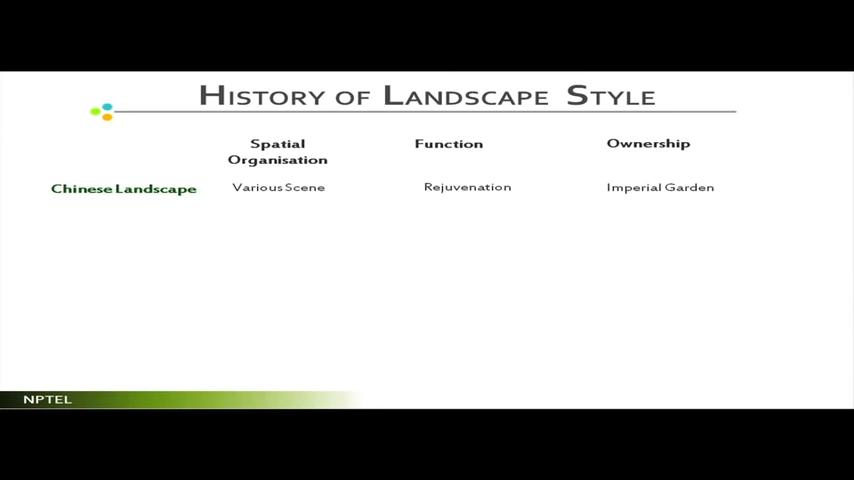 HISTORY OF LANDSCAPE STYLE
Spatial Organisation Function Ownership
Chinese Landscape Various Scene Rejuvenation Imperial Garden
NPTEL